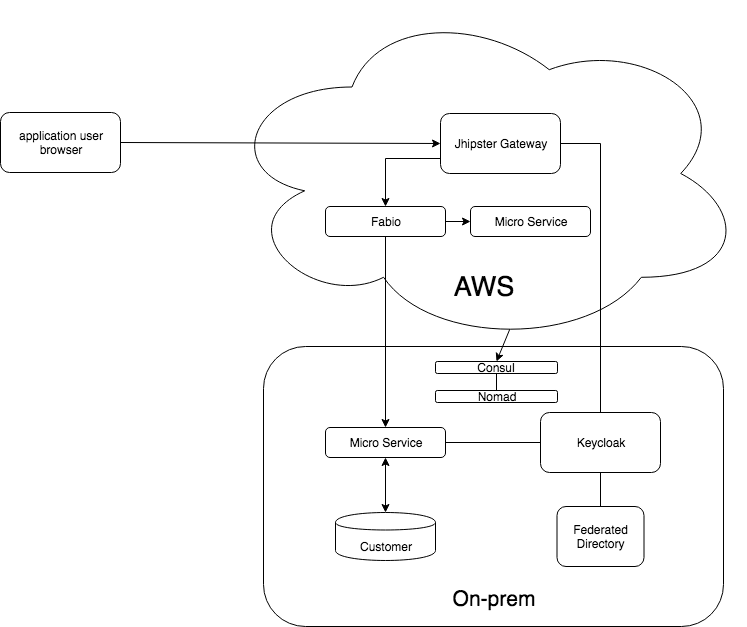 application user
browser
Jhipster Gateway
Fabio
Micro Service
AWS
Consul
Nomad
Micro Service
Keycloak
Customer
Federated
Directory
On-prem